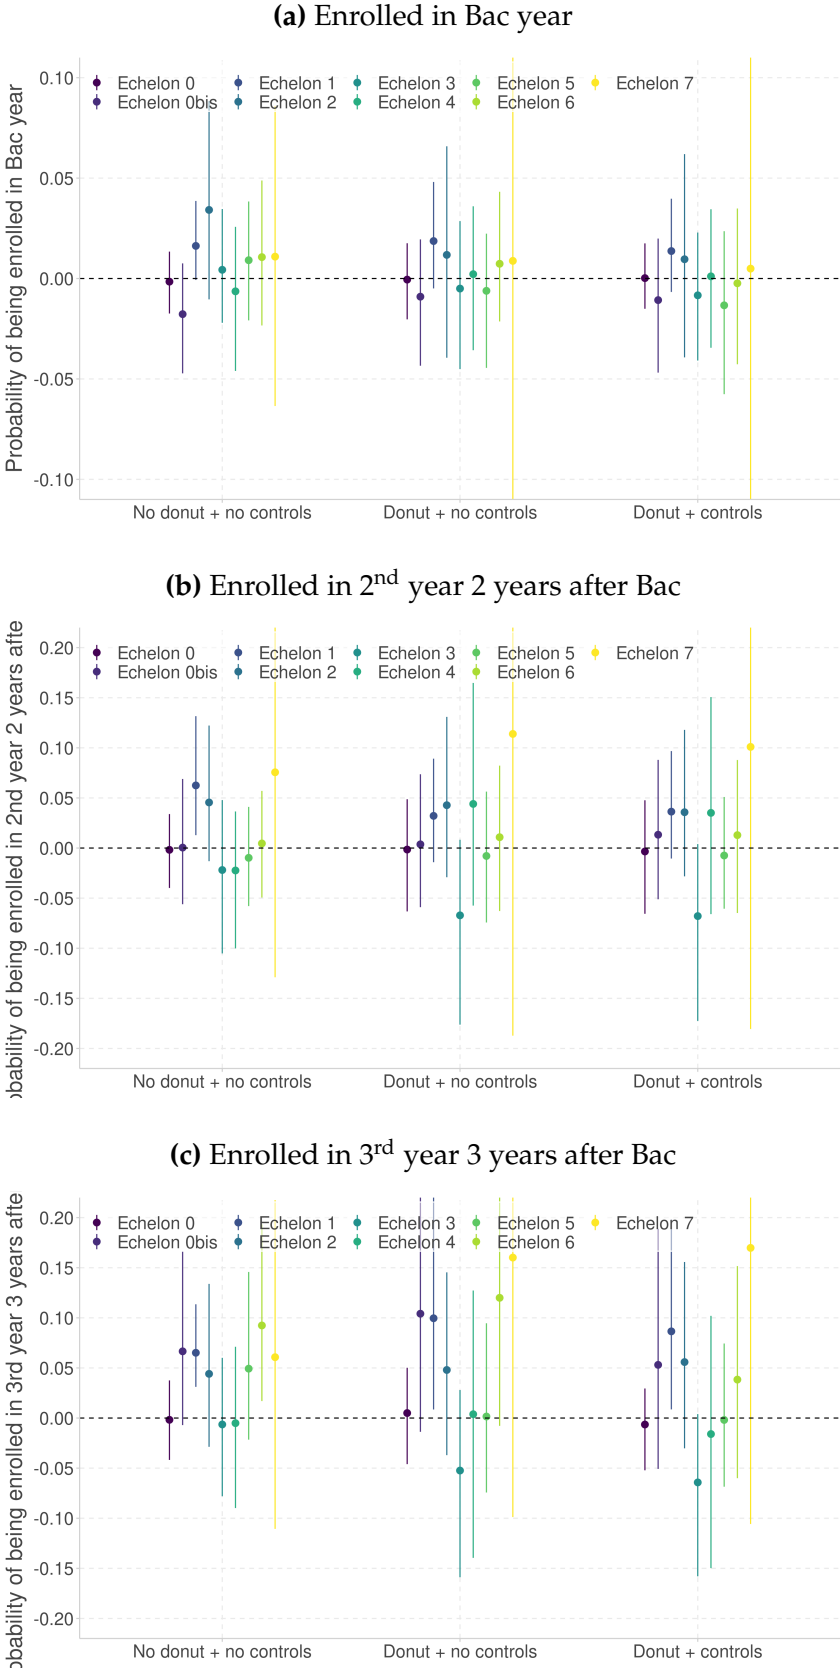 (a) Enrolled in Bac year
Probability of being enrolled in Bac year
0.10
0.05
0.00
-0.05
-0.10
Echelon 0 Echelon 1 Echelon 3 Echelon 5 Echelon 7
Echelon 0bis Echelon 2 Echelon 4 Echelon 6
No donut + no controls Donut + no controls Donut + controls
(b) Enrolled in 2nd year 2 years after Bac
obability of being enrolled in 2nd year 2 years afte
0.20
0.15
0.10
0.05
0.00
-0.05
-0.10
-0.15
-0.20
Echelon 0 Echelon 1 Echelon 3 Echelon 5 Echelon 7
Echelon 0bis Echelon 2 Echelon 4 Echelon 6
No donut + no controls Donut + no controls Donut + controls
(c) Enrolled in 3rd year 3 years after Bac
obability of being enrolled in 3rd year 3 years afte
0.20
0.15
0.10
0.05
0.00
-0.05
-0.10
-0.15
-0.20
Echelon 0 Echelon 1 Echelon 3 Echelon 5 Echelon 7
Echelon 0bis Echelon 2 Echelon 4 Echelon 6
No donut + no controls Donut + no controls Donut + controls